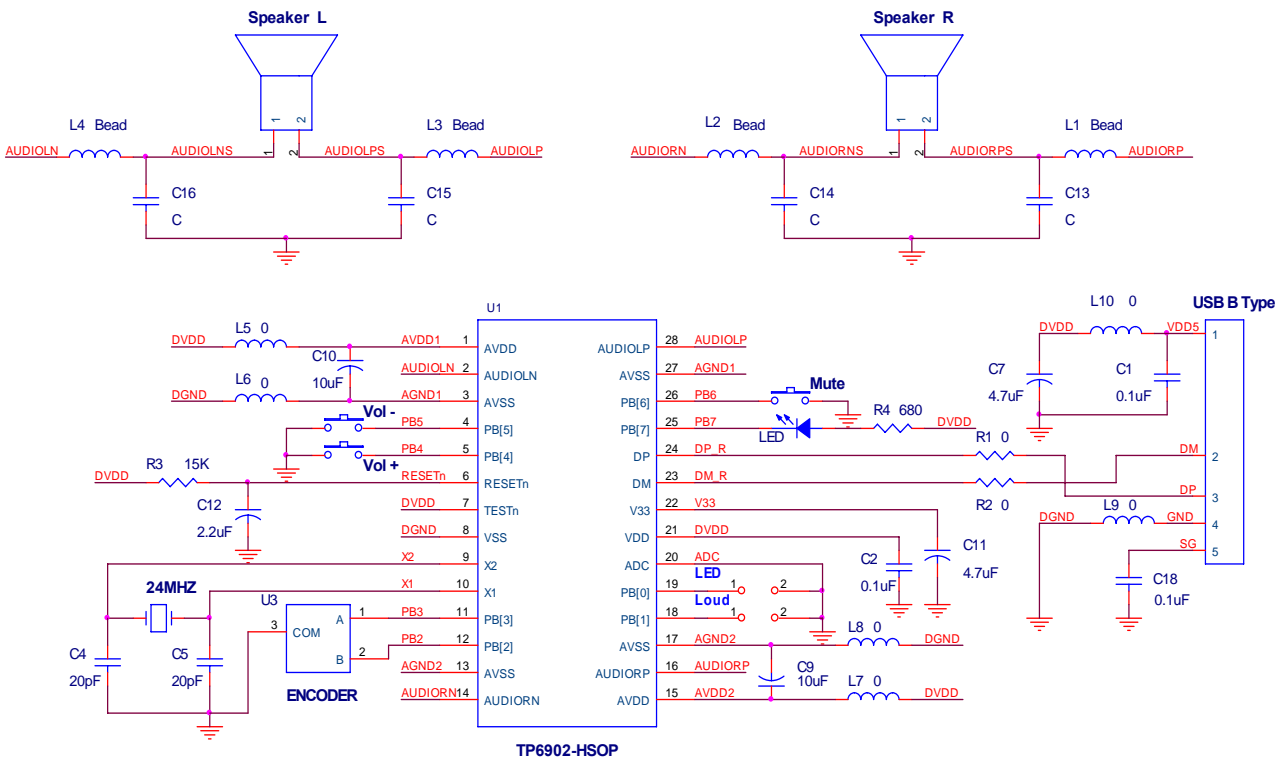 Speaker L
Speaker R
L4 Bead
L3 Bead
L2 Bead
L1 Bead
1
2
1
2
AUDIOLN
AUDIOLNS
1
2
AUDIOLPS
AUDIOLP
AUDIORN
AUDIORNS
1
2
AUDIORPS
AUDIORP
C16
C
C15
C
C14
C
C13
C
U1
L5 0
DVDD
AVDD1
1
AVDD
C10
10uF
AUDIOLN
2
AUDIOLN
L6 0
DGND
AGND1
3
AVSS
Vol -
PB5
4
PB[5]
PB4
5
PB[4]
Vol +
R3 15K
DVDD
RESETn
6
RESETn
C12
2.2uF
DVDD
7
TESTn
DGND
8
VSS
X2
9
X2
24MHZ
X1
10
X1
U3
COM
3
A
1
PB3
11
PB[3]
B
2
PB2
12
PB[2]
C4
20pF
C5
20pF
AGND2
13
AVSS
ENCODER
AUDIORN
14
AUDIORN
TP6902-HSOP
AUDIOLP
28
AUDIOLP
AVSS
27
AGND1
PB[6]
26
PB6
Mute
PB[7]
25
PB7
LED
R4 680
DVDD
DP
24
DP_R
R1 0
DM
23
DM_R
R2 0
V33
22
V33
VDD
21
DVDD
ADC
20
ADC
C2
0.1uF
C11
4.7uF
LED
PB[0]
19
1
2
Loud
PB[1]
18
1
2
AVSS
17
AGND2
L8 0
DGND
AUDIORP
16
AUDIORP
C9
10uF
AVDD
15
AVDD2
L7 0
DVDD
L10 0
USB B Type
DVDD
VDD5
1
C7
4.7uF
C1
0.1uF
DM
2
DP
3
L9 0
DGND
GND
4
SG
5
C18
0.1uF